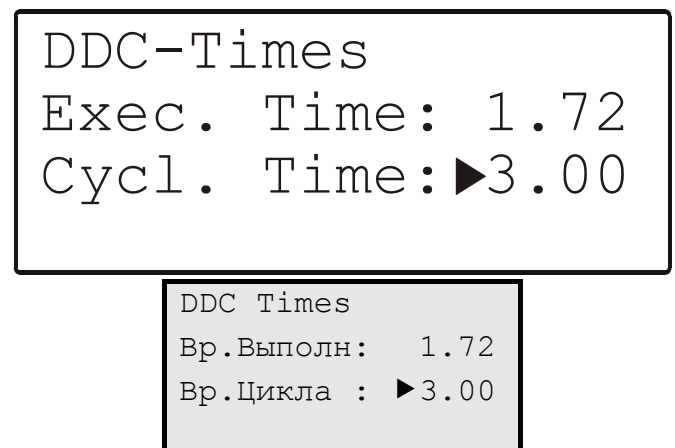 DDC-Times
Exec. Time: 1.72
Cycl. Time:▶3.00
DDC Times
Вр.Выполн: 1.72
Вр.Цикла : ▶3.00